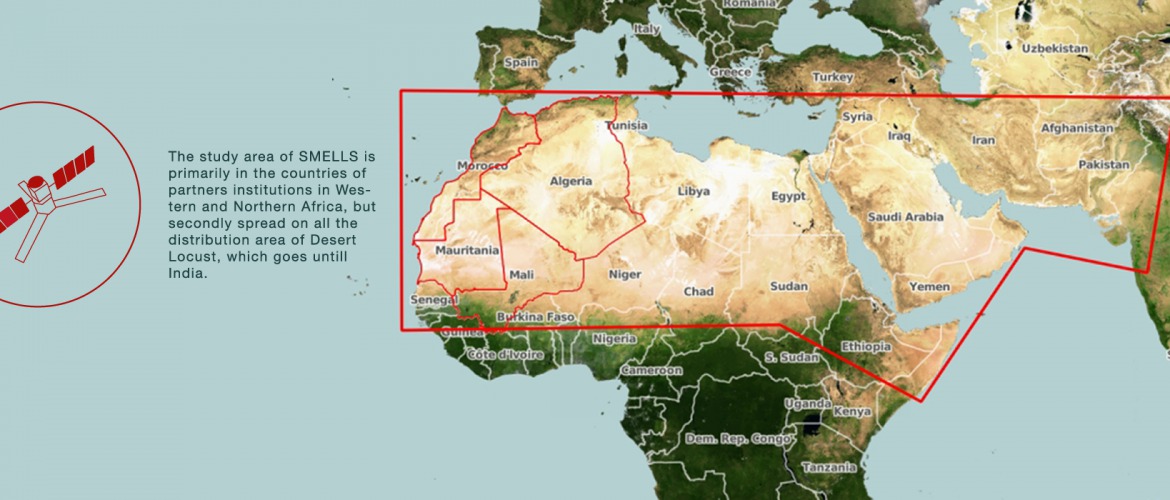 The study area of SMELLS is
primarily in the countries of
partners institutions in Wes-
tern and Northern Africa, but
secondly spread on all the
distribution area of Desert
Locust, which goes untill
India.
Romania
Italy
Spain
Greece
Turkey
Uzbekistan
Syria
Iraq
Iran
Afghanistan
Pakistan
Tunisia
Morocco
Algeria
Libya
Egypt
Saudi Arabia
Mauritania
Mali
Niger
Chad
Sudan
Yemen
Senegal
Burkina Faso
Guinea
Côte d'Ivoire
Nigeria
Cameroon
S. Sudan
Ethiopia
Uganda
Kenya
Dem. Rep. Congo
Tanzania